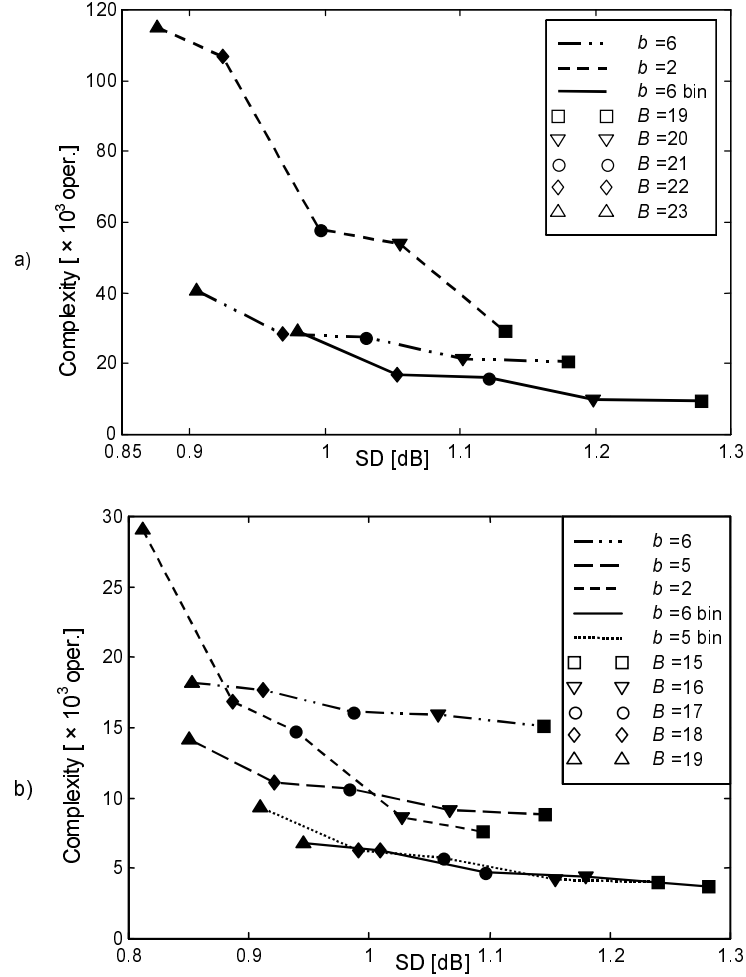 a)
Complexity [ × 10³ oper.]
120
100
80
60
40
20
0
0.85
0.9
1
1.1
1.2
1.3
SD [dB]
b =6
b =2
b =6 bin
B =19
B =20
B =21
B =22
B =23
b)
Complexity [ × 10³ oper.]
30
25
20
15
10
5
0
0.8
0.9
1
1.1
1.2
1.3
SD [dB]
b =6
b =5
b =2
b =6 bin
b =5 bin
B =15
B =16
B =17
B =18
B =19